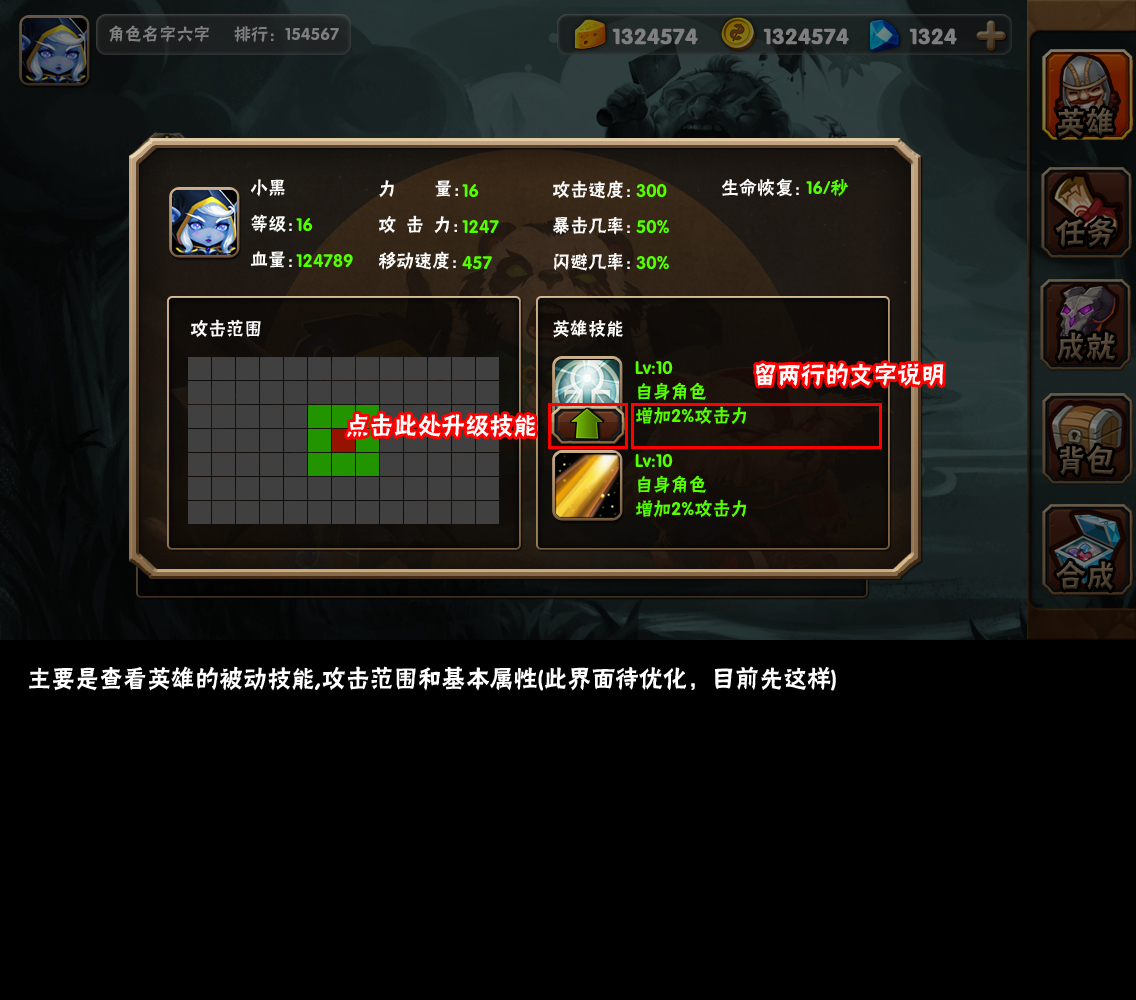 角色名字六字 排行：154567
1324574 1324574 1324
英雄
任务
成就
背包
合成
小黑
等级:16
血量:124789
力 量:16
攻 击 力:1247
移动速度:457
攻击速度:300
暴击几率:50%
闪避几率:30%
生命恢复:16/秒
攻击范围
点击此处升级技能
英雄技能
Lv:10
自身角色
增加2%攻击力
留两行的文字说明
Lv:10
自身角色
增加2%攻击力
主要是查看英雄的被动技能,攻击范围和基本属性(此界面待优化，目前先这样)